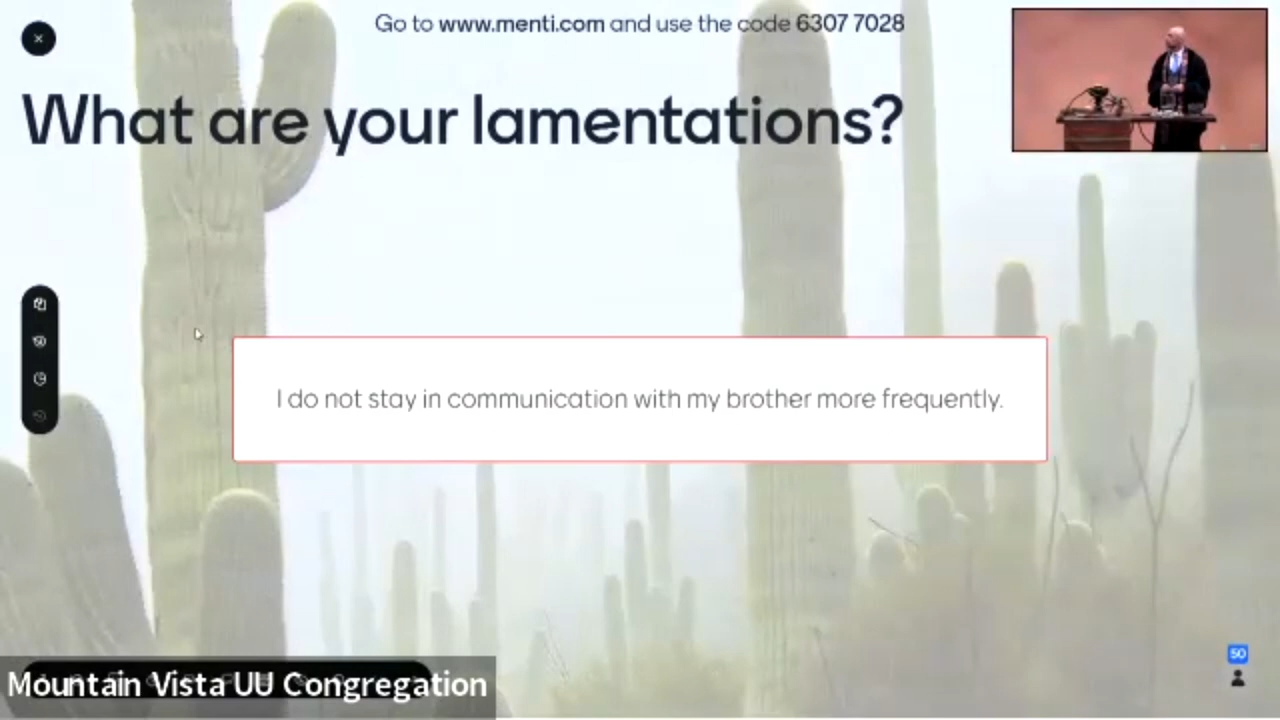 Go to www.menti.com and use the code 6307 7028
What are your lamentations?
I do not stay in communication with my brother more frequently.
50
Mountain Vista UU Congregation